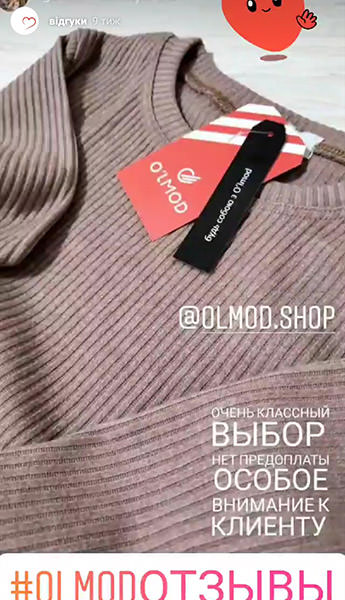 відгуки 9 тиж
O'LMOD
будь собою з O'lmod
@OLMOD.SHOP
ОЧЕНЬ КЛАССНЫЙ
ВЫБОР
НЕТ ПРЕДОПЛАТЫ
ОСОБОЕ
ВНИМАНИЕ К
КЛИЕНТУ
#OLMODОТЗЫВЫ